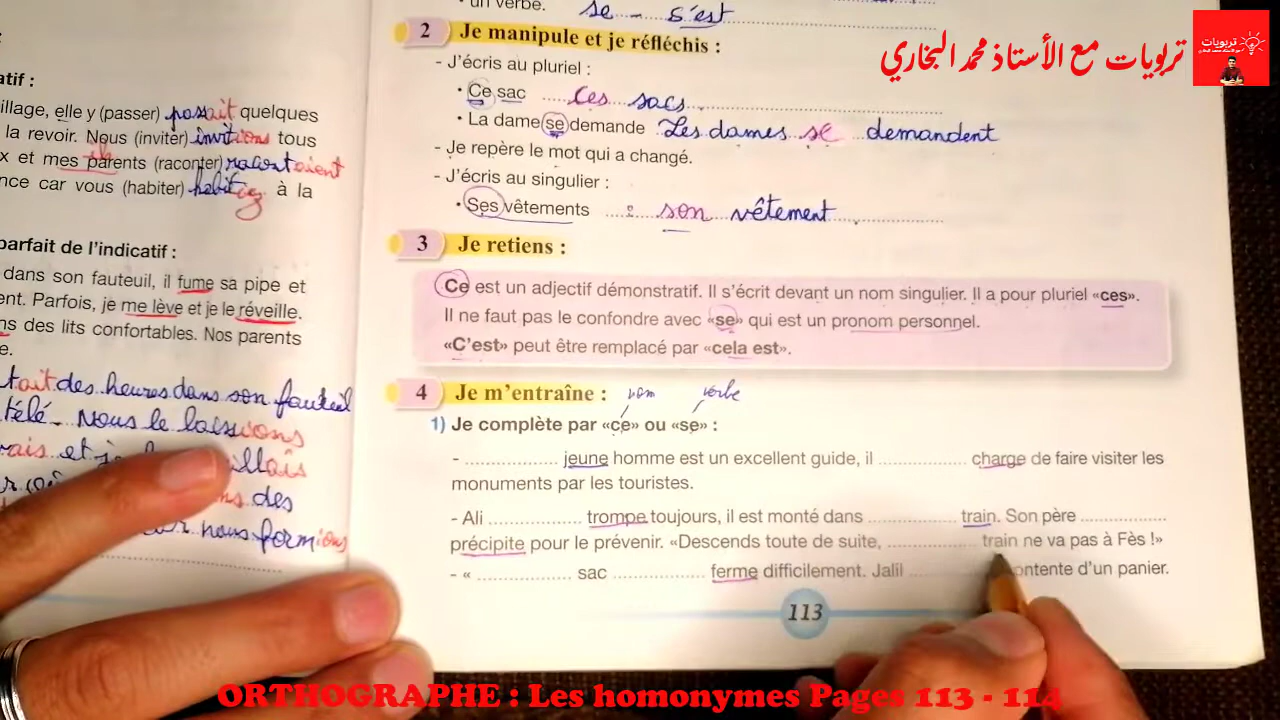 un verbe. se - s'est
2 Je manipule et je réfléchis :
- J'écris au pluriel :
• Ce sac Ces sacs
• La dame se demande Les dames se demandent
- Je repère le mot qui a changé.
- J'écris au singulier :
• Ses vêtements : son vêtement
3 Je retiens :
Ce est un adjectif démonstratif. Il s'écrit devant un nom singulier. Il a pour pluriel «ces».
Il ne faut pas le confondre avec «se» qui est un pronom personnel.
«C'est» peut être remplacé par «cela est».
4 Je m'entraîne : nom verbe
1) Je complète par «ce» ou «se» :
- .................. jeune homme est un excellent guide, il .................. charge de faire visiter les
monuments par les touristes.
- Ali .................. trompe toujours, il est monté dans .................. train. Son père ..................
précipite pour le prévenir. «Descends toute de suite, .................. train ne va pas à Fès !»
- « .................. sac .................. ferme difficilement. Jalil .......... ontente d'un panier.
113
atif :
illage, elle y (passer) passait quelques
la revoir. Nous (inviter) invitions tous
x et mes parents (raconter) racontaient
nce car vous (habiter) habitiez à la
parfait de l'indicatif :
dans son fauteuil, il fume sa pipe et
ent. Parfois, je me lève et je le réveille.
ns des lits confortables. Nos parents
e.
tait des heures dans son fauteuil
télé. Nous le laissions
rais et je
illais
ns des
nous formions
تربويات مع الأستاذ محمد البخاري
تربويات
ORTHOGRAPHE : Les homonymes Pages 113 - 114